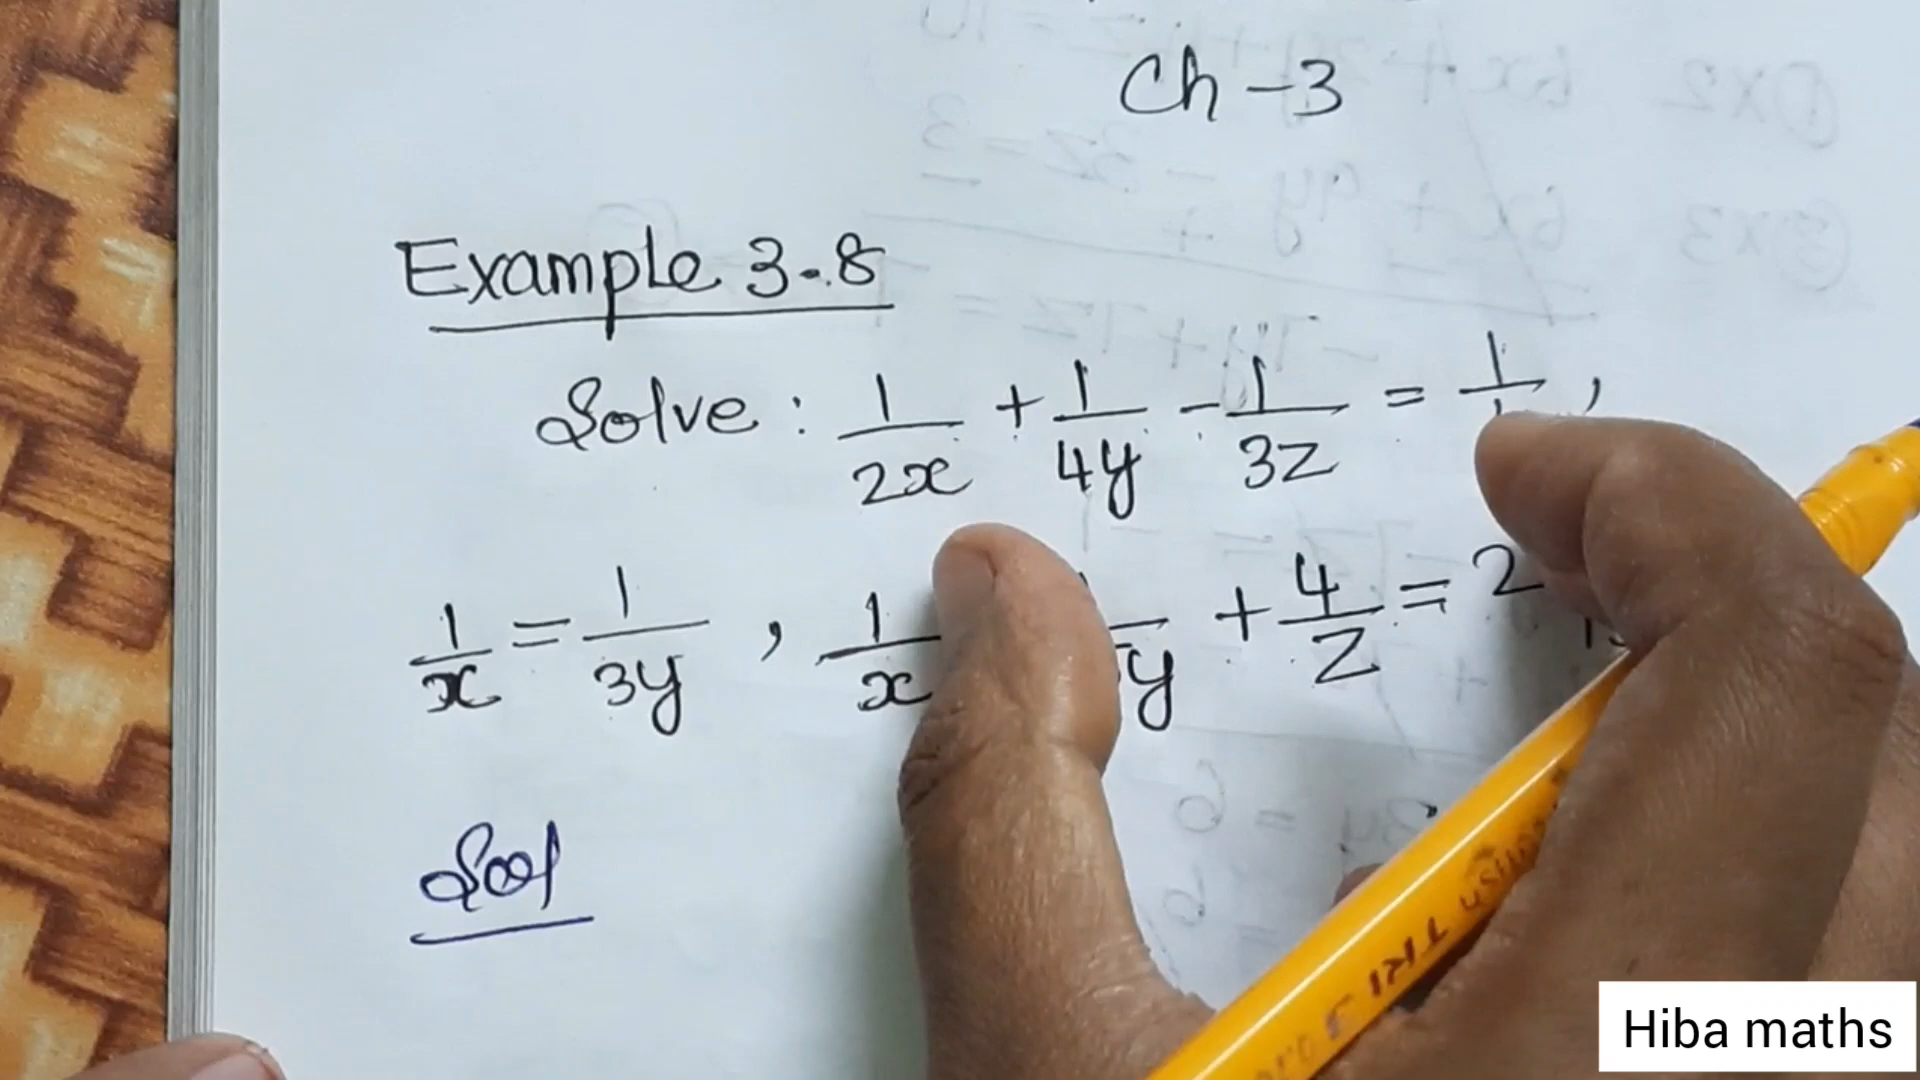 Ch-3
Example 3.8
Solve : 1/2x + 1/4y - 1/3z = 1/ ,
1/x = 1/3y , 1/x y + 4/z = 2
Sol
Hiba maths